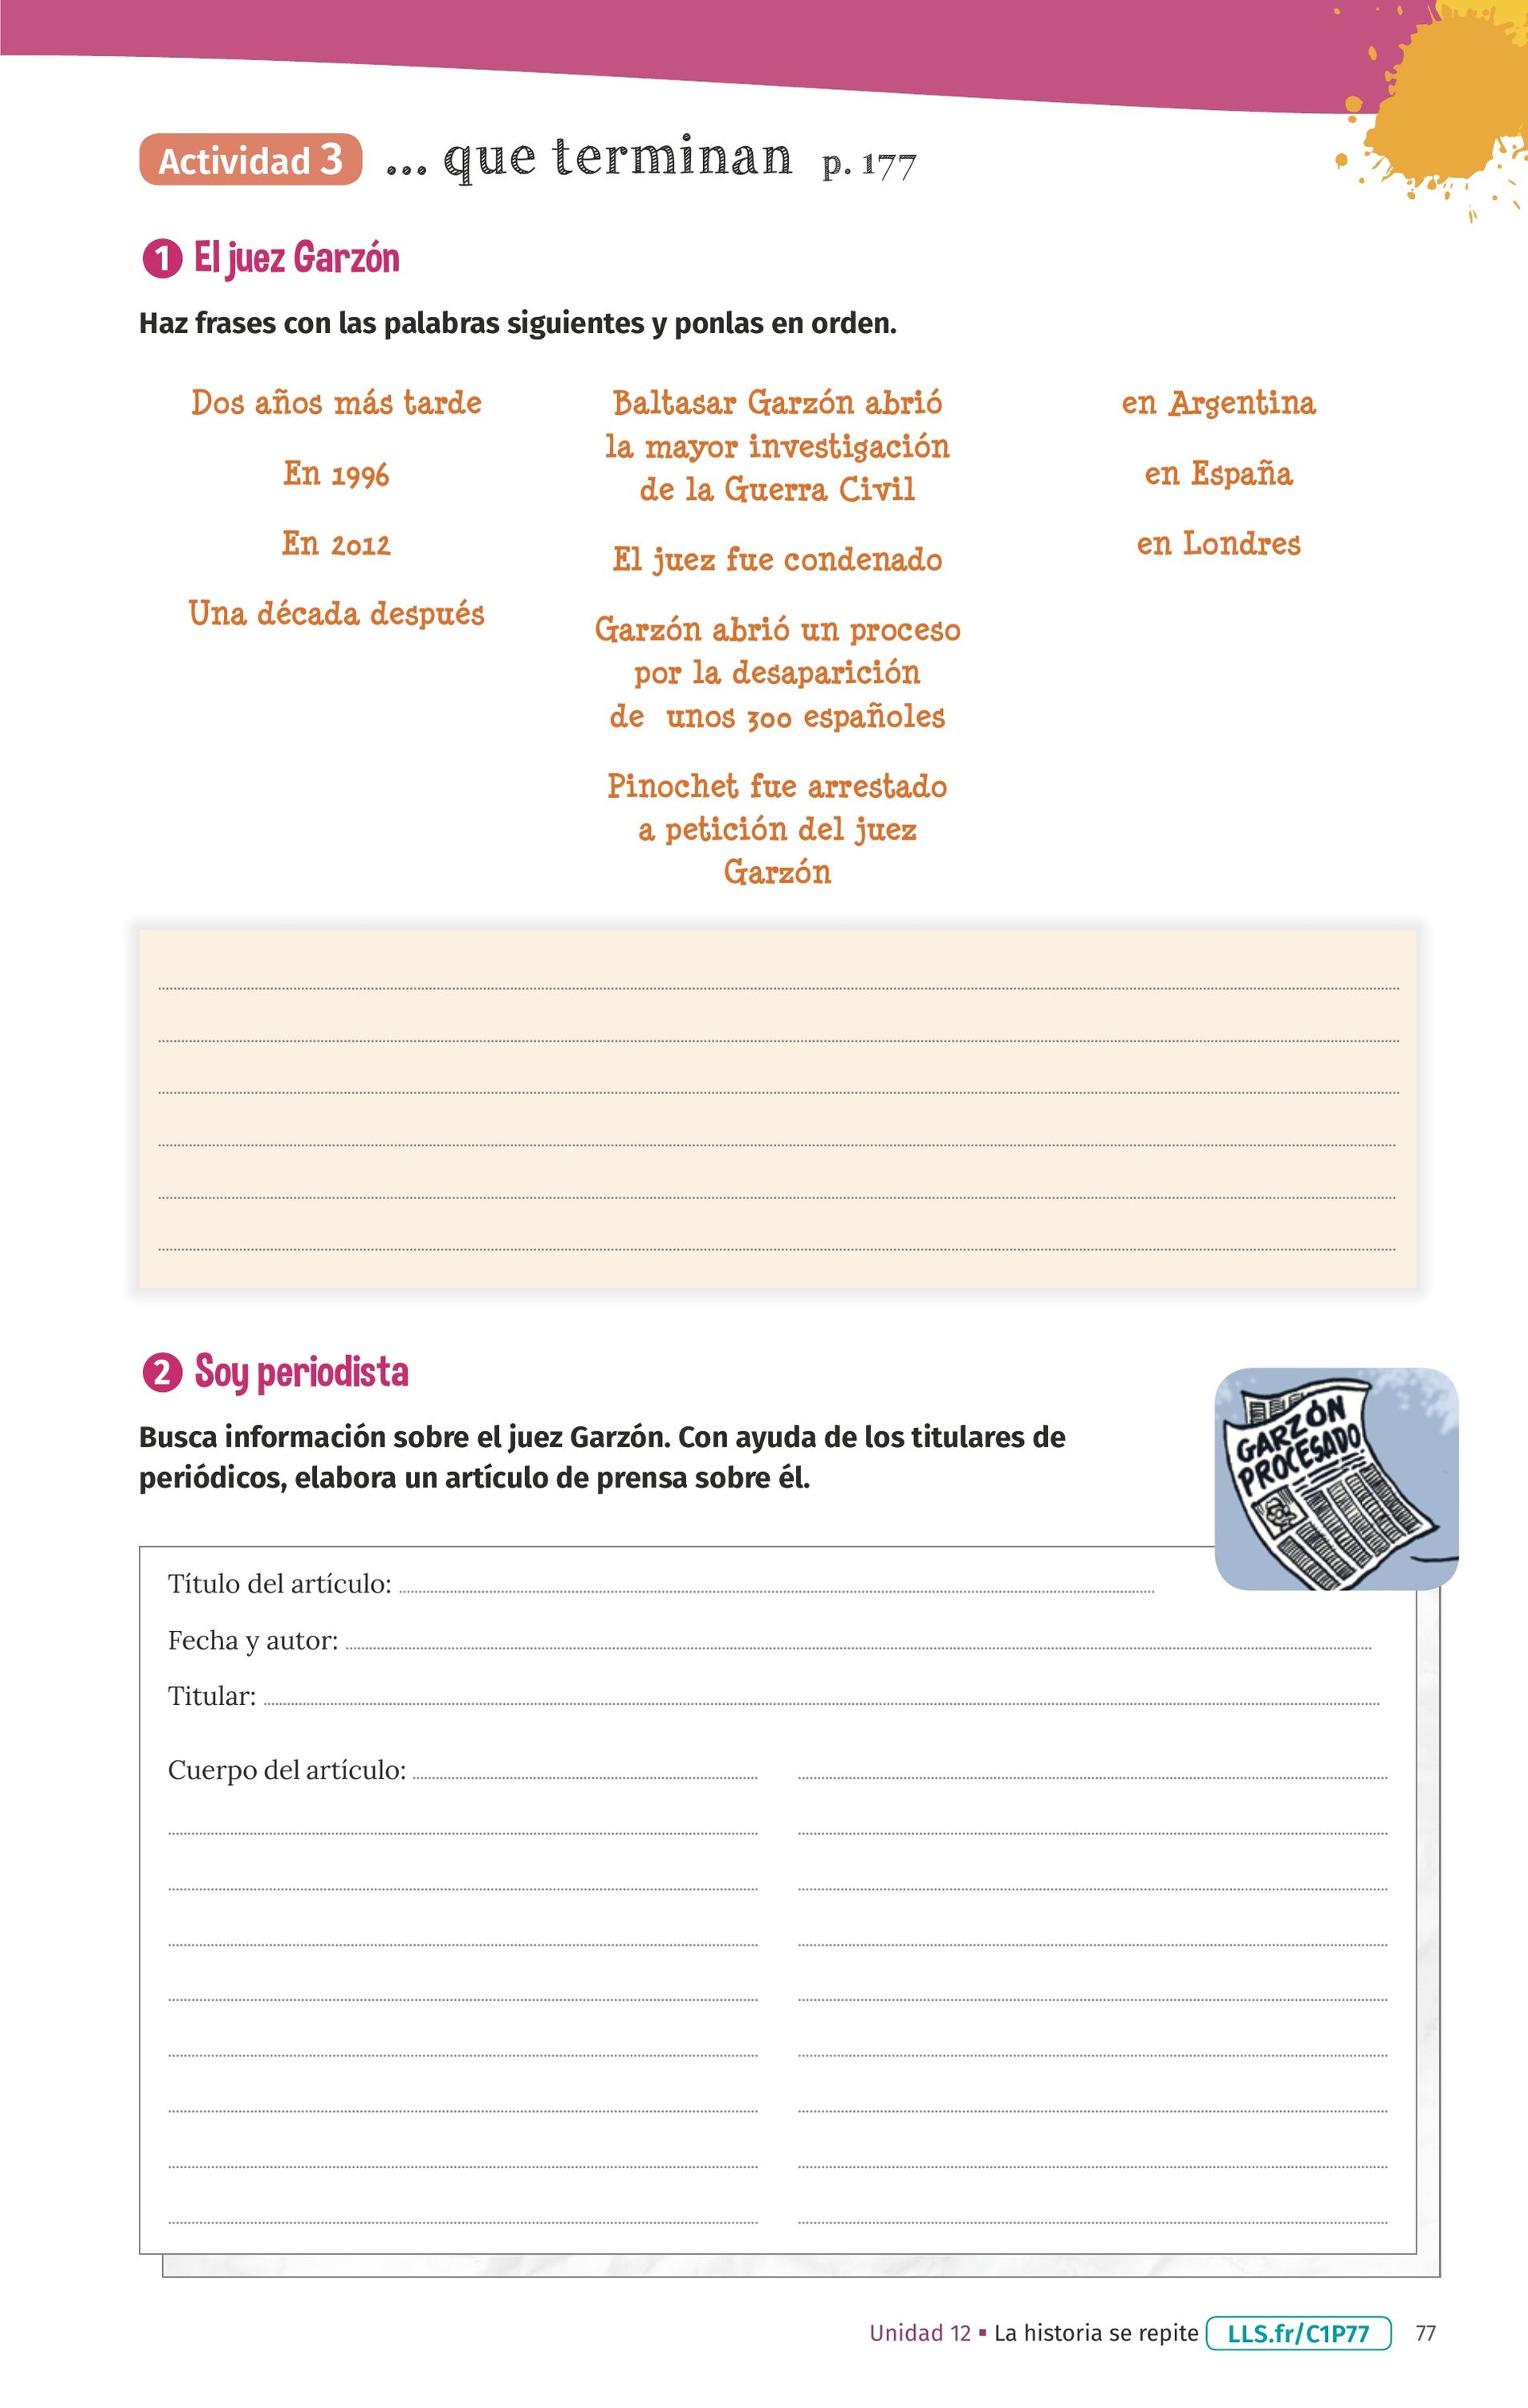 Actividad 3 ... que terminan p. 177
1 El juez Garzón
Haz frases con las palabras siguientes y ponlas en orden.
Dos años más tarde
En 1996
En 2012
Una década después
Baltasar Garzón abrió
la mayor investigación
de la Guerra Civil
El juez fue condenado
Garzón abrió un proceso
por la desaparición
de unos 300 españoles
Pinochet fue arrestado
a petición del juez
Garzón
en Argentina
en España
en Londres
2 Soy periodista
Busca información sobre el juez Garzón. Con ayuda de los titulares de
periódicos, elabora un artículo de prensa sobre él.
GARZÓN
PROCESADO
Título del artículo:
Fecha y autor:
Titular:
Cuerpo del artículo:
Unidad 12 ▪ La historia se repite LLS.fr/C1P77 77